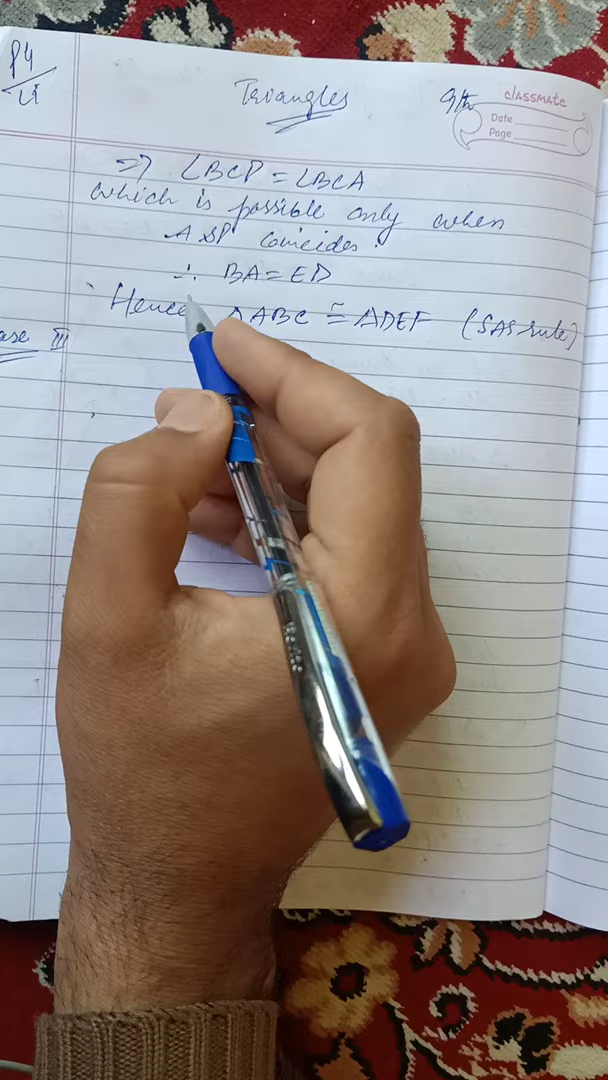 P4
Triangles 9th
classmate
Date
Page
=> ∠BCP = ∠BCA
which is possible only when
A & P coincides.
∴ BA = ED
Hence ΔABC ≅ ΔDEF (SAS rule)
ase III